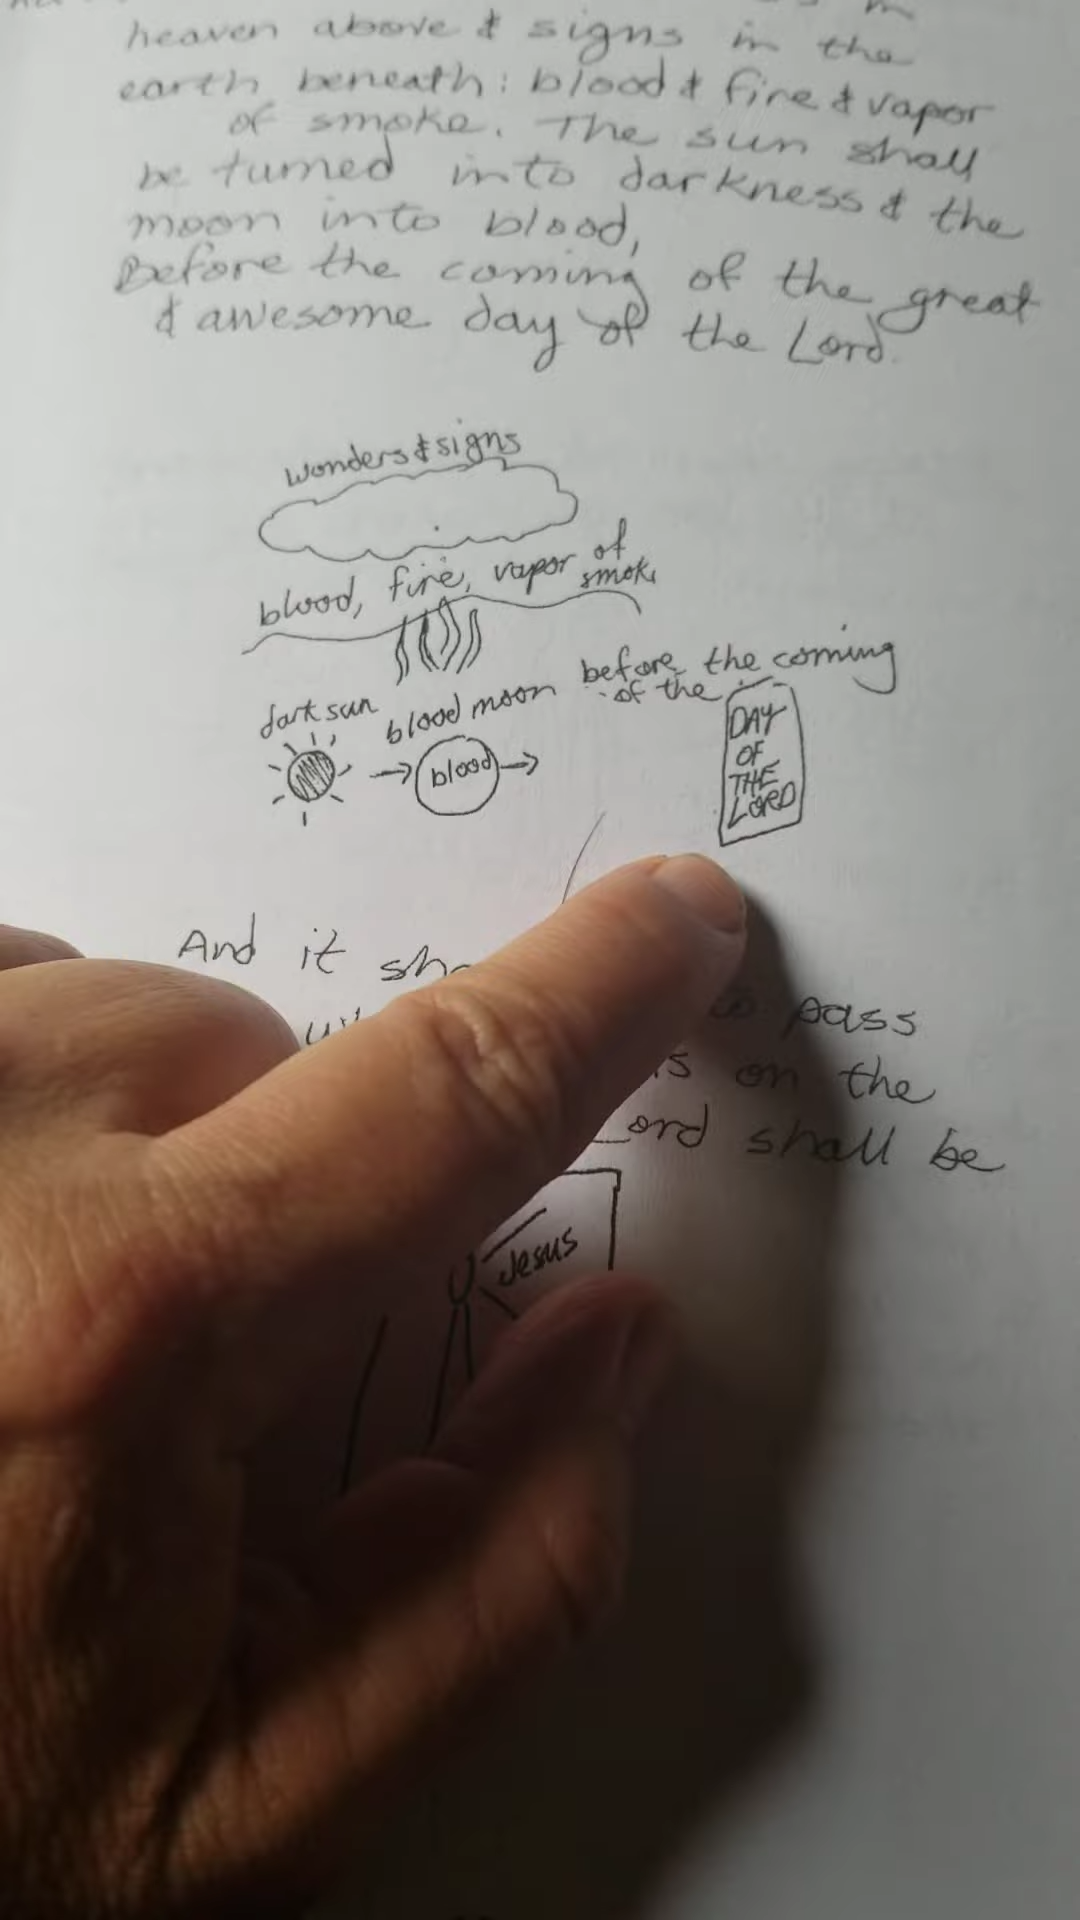 heaven above & signs in the
earth beneath: blood & fire & vapor
of smoke. The sun shall
be turned into darkness & the
moon into blood,
Before the coming of the great
& awesome day of the Lord.
wonders & signs
blood, fire, vapor of
smoke
before the coming
of the
dark sun
blood moon
blood
DAY
OF
THE
LORD
And it
pass
on the
Lord shall be
Jesus